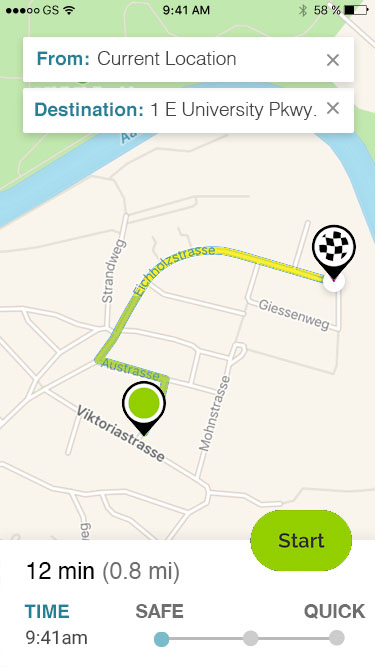 ●●●●○ GS 9:41 AM 58 %
From: Current Location ×
Destination: 1 E University Pkwy. ×
Strandweg
Eichholzstrasse
Giessenweg
Austrasse
Viktoriastrasse
Mohnstrasse
weg
Start
12 min (0.8 mi)
TIME SAFE QUICK
9:41am